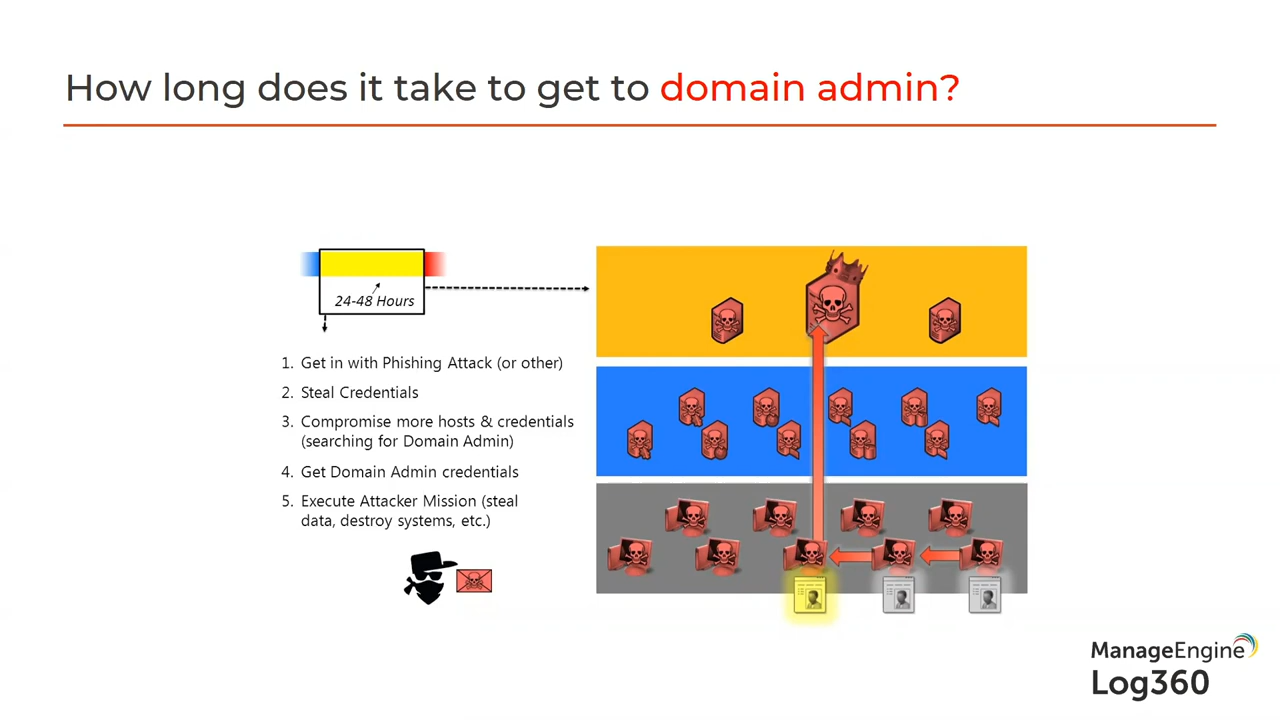 How long does it take to get to domain admin?
24-48 Hours
1. Get in with Phishing Attack (or other)
2. Steal Credentials
3. Compromise more hosts & credentials
(searching for Domain Admin)
4. Get Domain Admin credentials
5. Execute Attacker Mission (steal
data, destroy systems, etc.)
ManageEngine
Log360